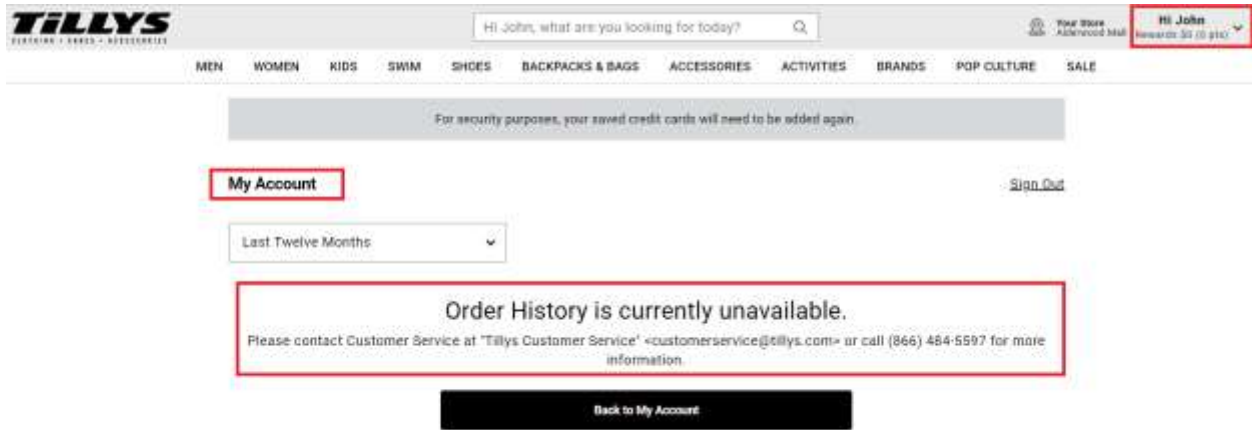 TILLYS
CLOTHING • SHOES • ACCESSORIES
Hi John, what are you looking for today?
Your Store
Alderwood Mall
Hi John
Rewards $0 (0 pts)
MEN WOMEN KIDS SWIM SHOES BACKPACKS & BAGS ACCESSORIES ACTIVITIES BRANDS POP CULTURE SALE
For security purposes, your saved credit cards will need to be added again.
My Account
Sign Out
Last Twelve Months
Order History is currently unavailable.
Please contact Customer Service at "Tillys Customer Service" <customerservice@tillys.com> or call (866) 484-5597 for more
information.
Back to My Account